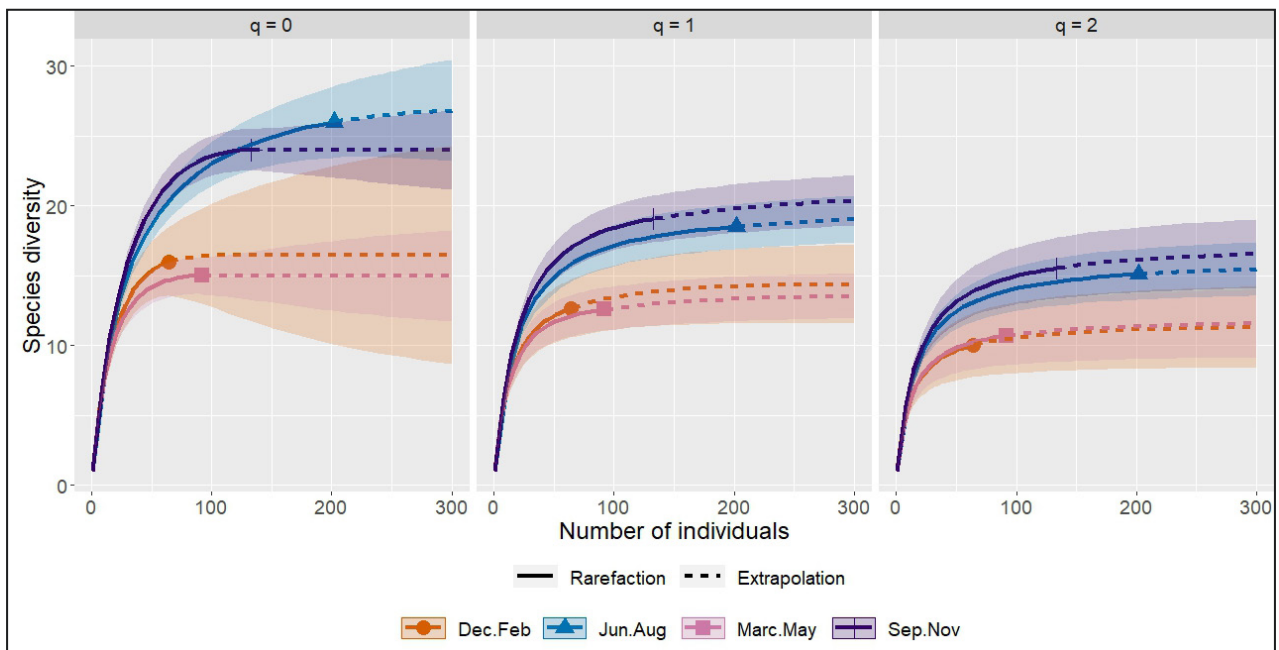 q = 0 q = 1 q = 2
Species diversity
30
20
10
0
0 100 200 300 0 100 200 300 0 100 200 300
Number of individuals
Rarefaction Extrapolation
Dec.Feb Jun.Aug Marc.May Sep.Nov